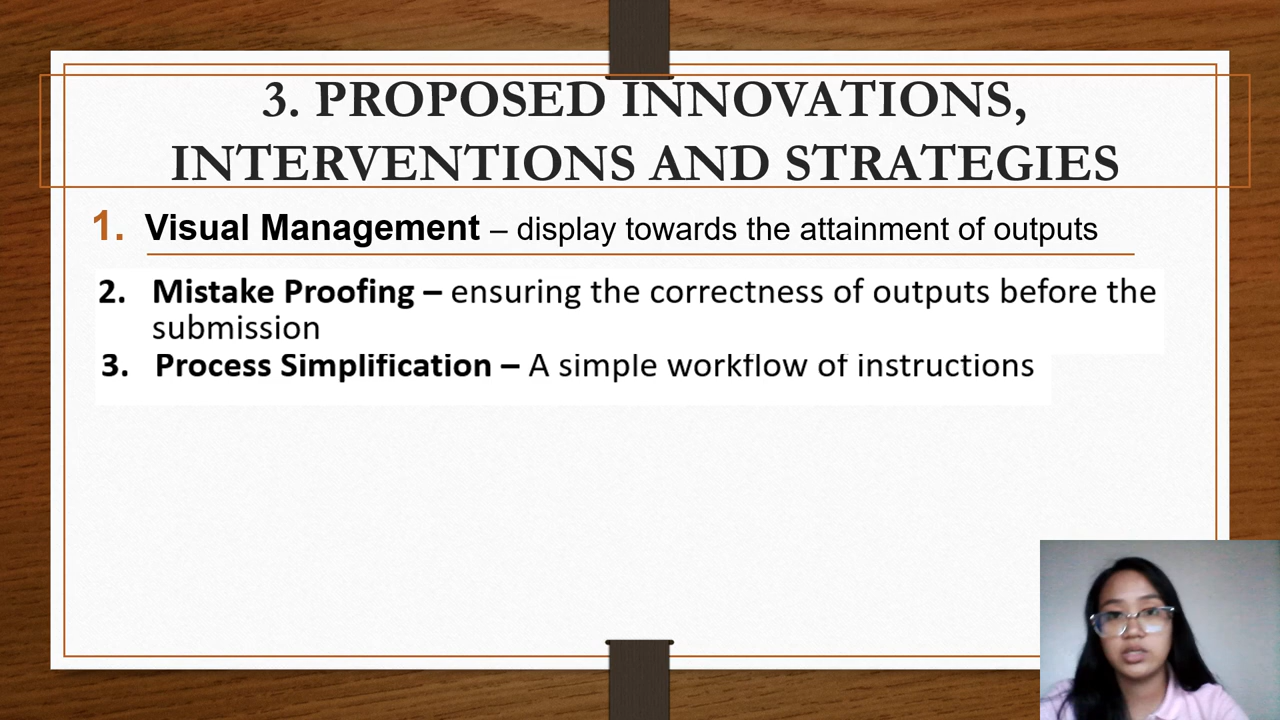 3. PROPOSED INNOVATIONS,
INTERVENTIONS AND STRATEGIES
1. Visual Management – display towards the attainment of outputs
2. Mistake Proofing – ensuring the correctness of outputs before the
submission
3. Process Simplification – A simple workflow of instructions